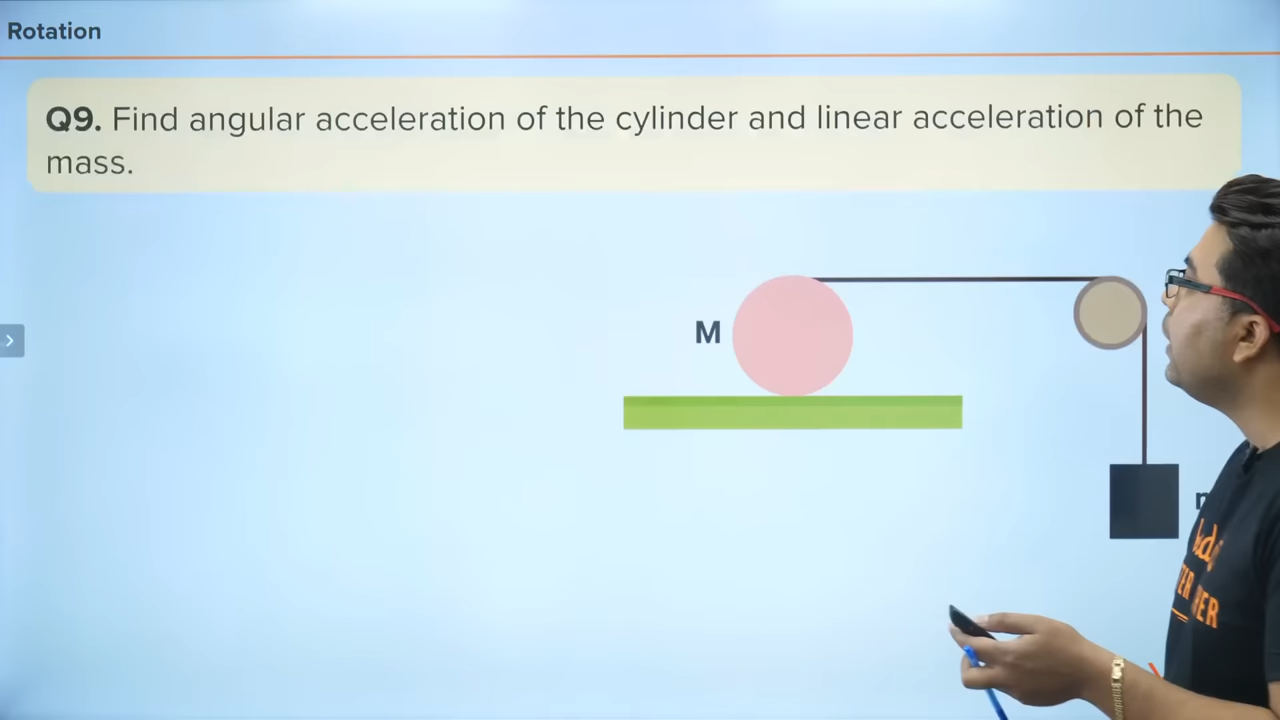 Rotation
Q9. Find angular acceleration of the cylinder and linear acceleration of the
mass.
M